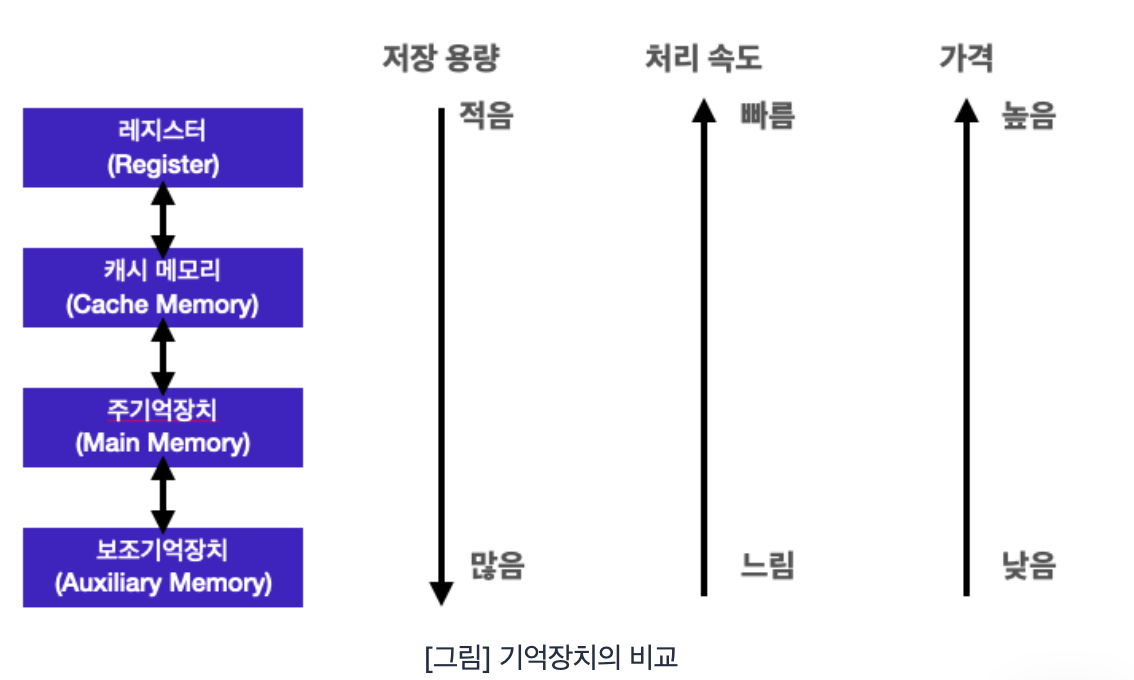 저장 용량
처리 속도
가격
적음
빠름
높음
레지스터
(Register)
캐시 메모리
(Cache Memory)
주기억장치
(Main Memory)
보조기억장치
(Auxiliary Memory)
많음
느림
낮음
[그림] 기억장치의 비교